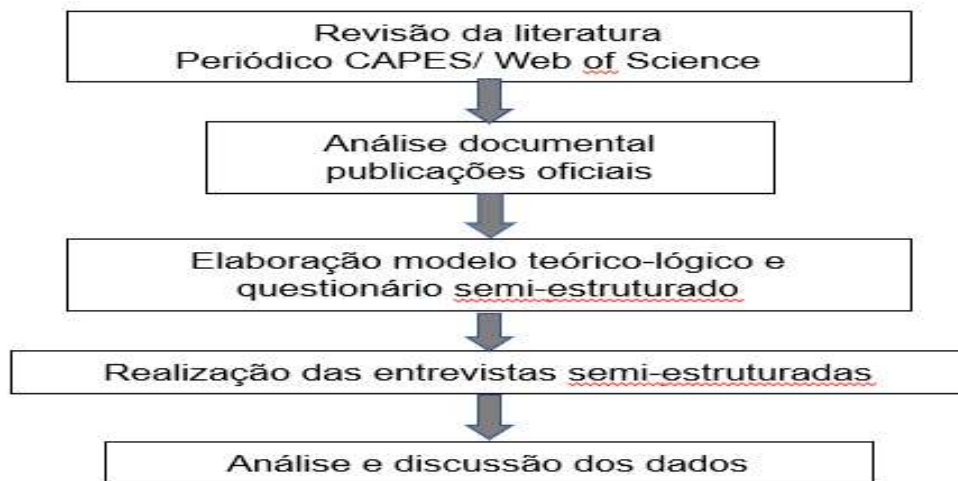 Revisão da literatura
Periódico CAPES/ Web of Science
Análise documental
publicações oficiais
Elaboração modelo teórico-lógico e
questionário semi-estruturado
Realização das entrevistas semi-estruturadas
Análise e discussão dos dados